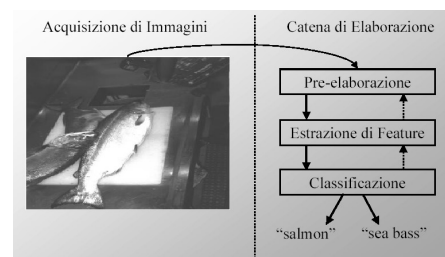 Acquisizione di Immagini
Catena di Elaborazione
Pre-elaborazione
Estrazione di Feature
Classificazione
“salmon” “sea bass”